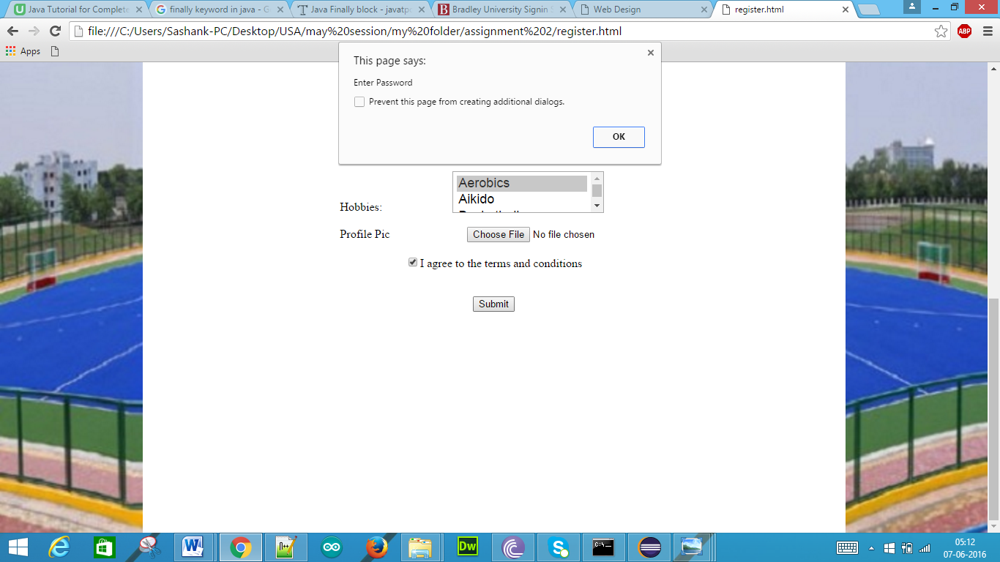 Java Tutorial for Complete
finally keyword in java - G
Java Finally block - javatpo
Bradley University Signin S
Web Design
register.html
file:///C:/Users/Sashank-PC/Desktop/USA/may%20session/my%20folder/assignment%202/register.html
ABP
Apps
This page says:
Enter Password
Prevent this page from creating additional dialogs.
OK
Aerobics
Aikido
Hobbies:
Profile Pic Choose File No file chosen
I agree to the terms and conditions
Submit
05:12
07-06-2016